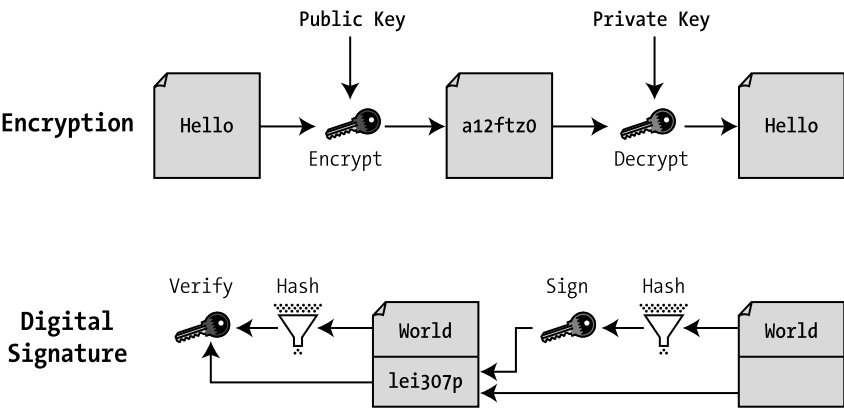 Public Key
Private Key
Encryption
Hello
a12ftz0
Hello
Encrypt
Decrypt
Verify
Hash
Sign
Hash
Digital
Signature
World
World
lei307p